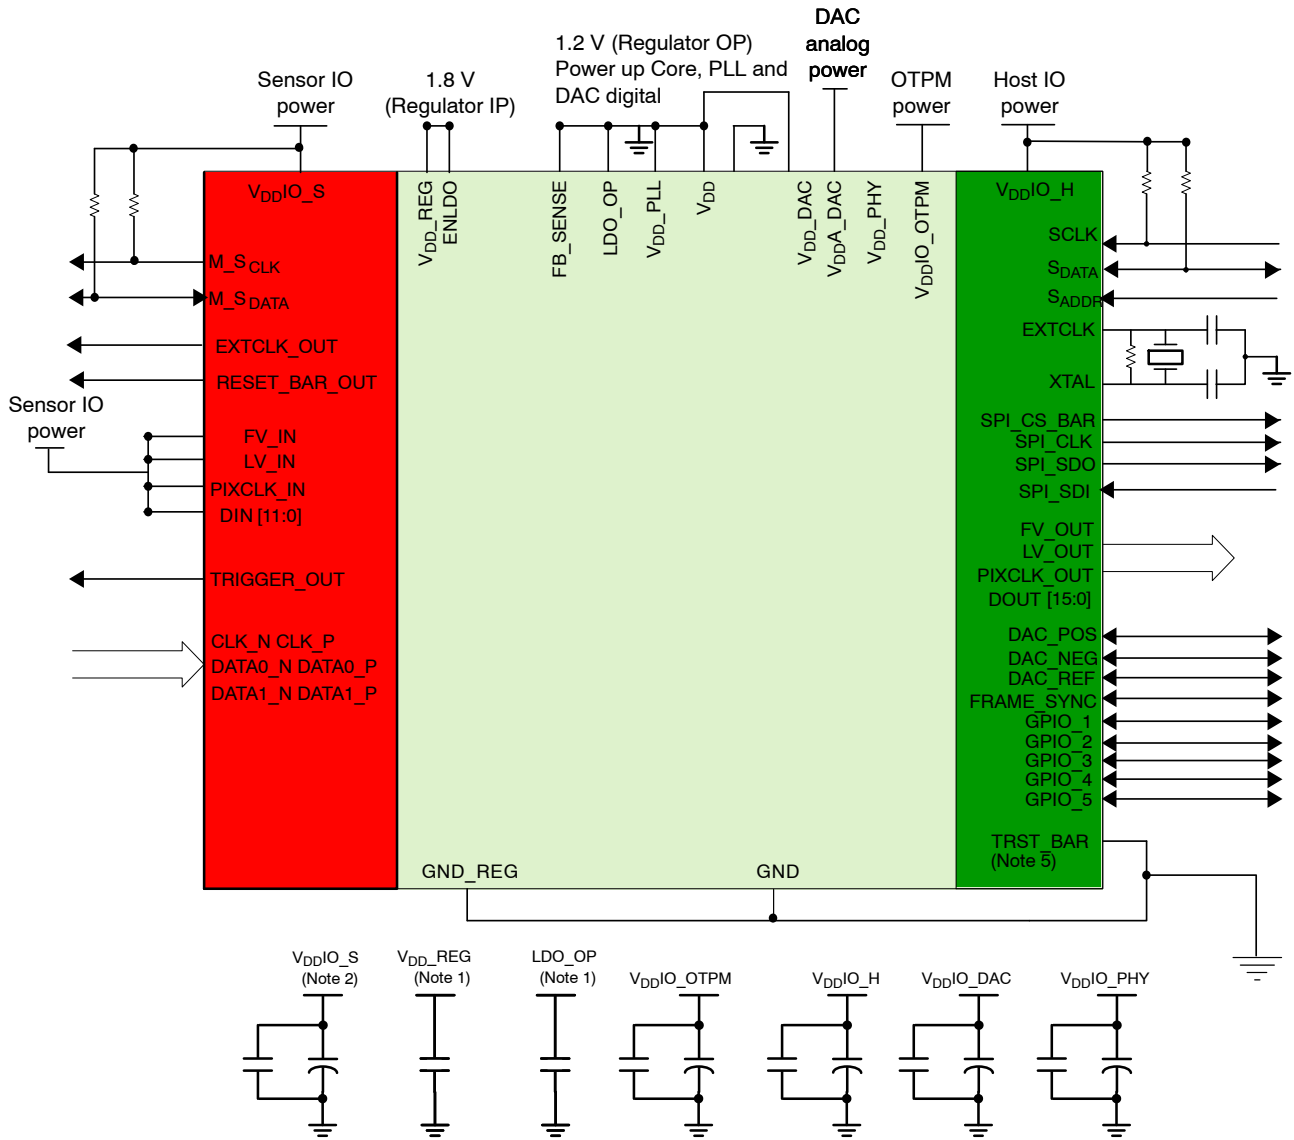 DAC
analog
power
1.2 V (Regulator OP)
Power up Core, PLL and
DAC digital
Sensor IO
power
1.8 V
(Regulator IP)
OTPM
power
Host IO
power
VDDIO_S
VDD_REG
ENLDO
FB_SENSE
LDO_OP
VDD_PLL
VDD
VDD_DAC
VDDA_DAC
VDD_PHY
VDDIO_OTPM
VDDIO_H
M_SCLK
M_SDATA
EXTCLK_OUT
RESET_BAR_OUT
Sensor IO
power
FV_IN
LV_IN
PIXCLK_IN
DIN [11:0]
TRIGGER_OUT
CLK_N CLK_P
DATA0_N DATA0_P
DATA1_N DATA1_P
SCLK
SDATA
SADDR
EXTCLK
XTAL
SPI_CS_BAR
SPI_CLK
SPI_SDO
SPI_SDI
FV_OUT
LV_OUT
PIXCLK_OUT
DOUT [15:0]
DAC_POS
DAC_NEG
DAC_REF
FRAME_SYNC
GPIO_1
GPIO_2
GPIO_3
GPIO_4
GPIO_5
TRST_BAR
(Note 5)
GND_REG
GND
VDDIO_S
(Note 2)
VDD_REG
(Note 1)
LDO_OP
(Note 1)
VDDIO_OTPM
VDDIO_H
VDDIO_DAC
VDDIO_PHY